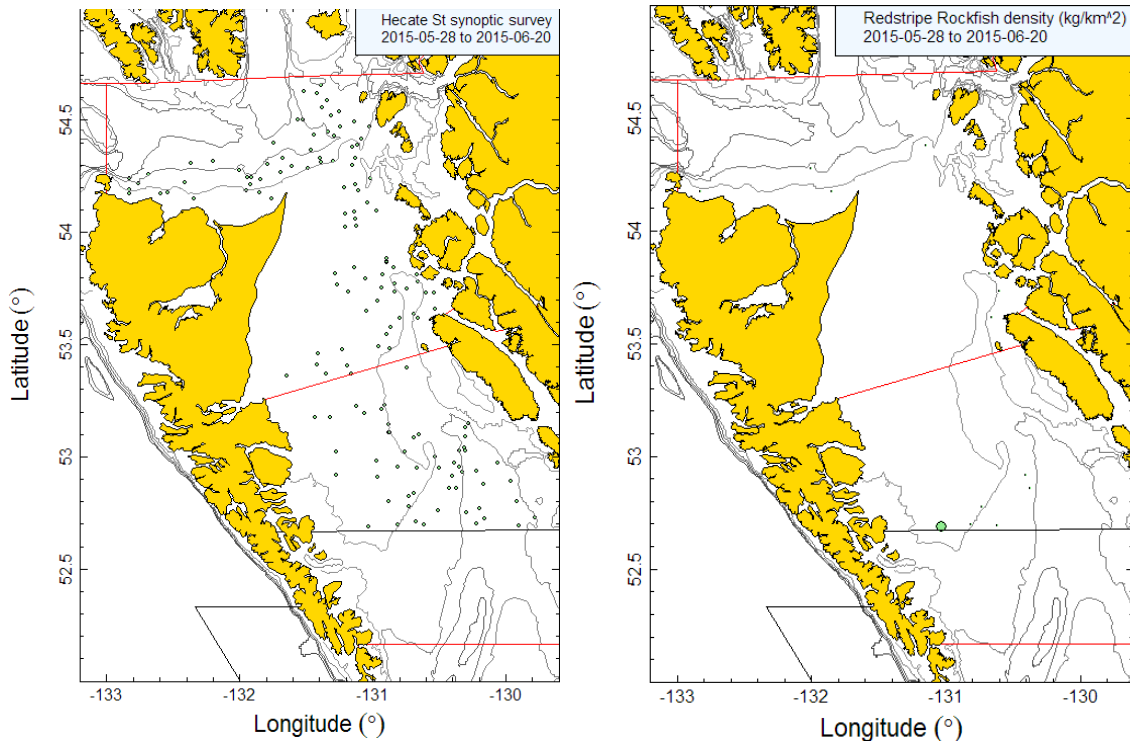 Hecate St synoptic survey
2015-05-28 to 2015-06-20
54.5
54
53.5
53
52.5
Latitude (°)
-133
-132
-131
-130
Longitude (°)
Redstripe Rockfish density (kg/km^2)
2015-05-28 to 2015-06-20
54.5
54
53.5
53
52.5
Latitude (°)
-133
-132
-131
-130
Longitude (°)